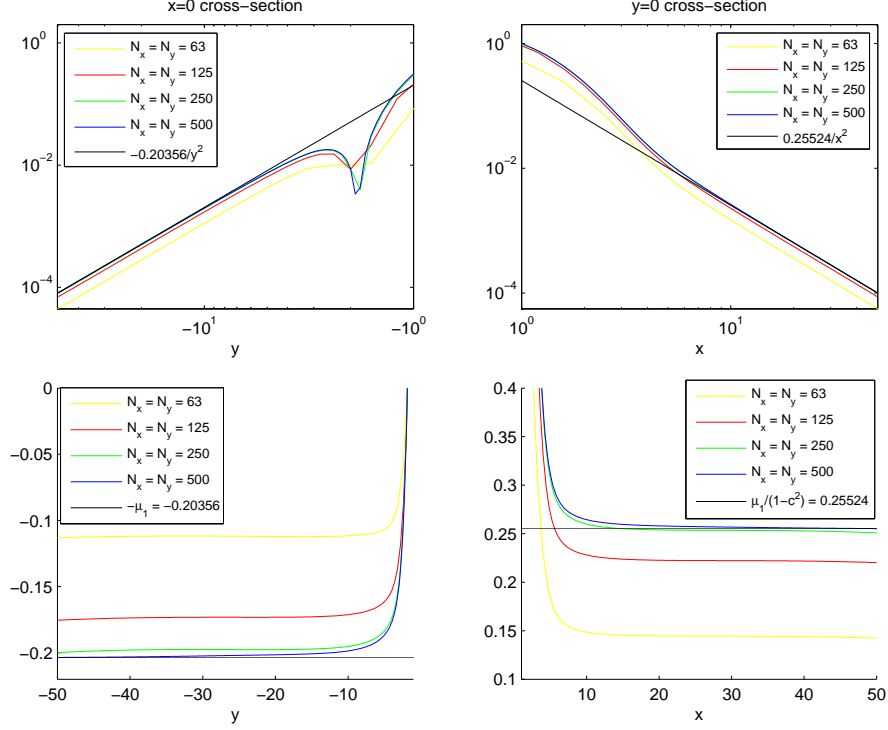 x=0 cross−section
10^0
10^−2
10^−4
−10^1
−10^0
y
N_x = N_y = 63
N_x = N_y = 125
N_x = N_y = 250
N_x = N_y = 500
−0.20356/y^2
y=0 cross−section
10^0
10^−2
10^−4
10^0
10^1
x
N_x = N_y = 63
N_x = N_y = 125
N_x = N_y = 250
N_x = N_y = 500
0.25524/x^2
0
−0.05
−0.1
−0.15
−0.2
−50
−40
−30
−20
−10
y
N_x = N_y = 63
N_x = N_y = 125
N_x = N_y = 250
N_x = N_y = 500
−μ_1 = −0.20356
0.4
0.35
0.3
0.25
0.2
0.15
0.1
10
20
30
40
50
x
N_x = N_y = 63
N_x = N_y = 125
N_x = N_y = 250
N_x = N_y = 500
μ_1/(1−c^2) = 0.25524